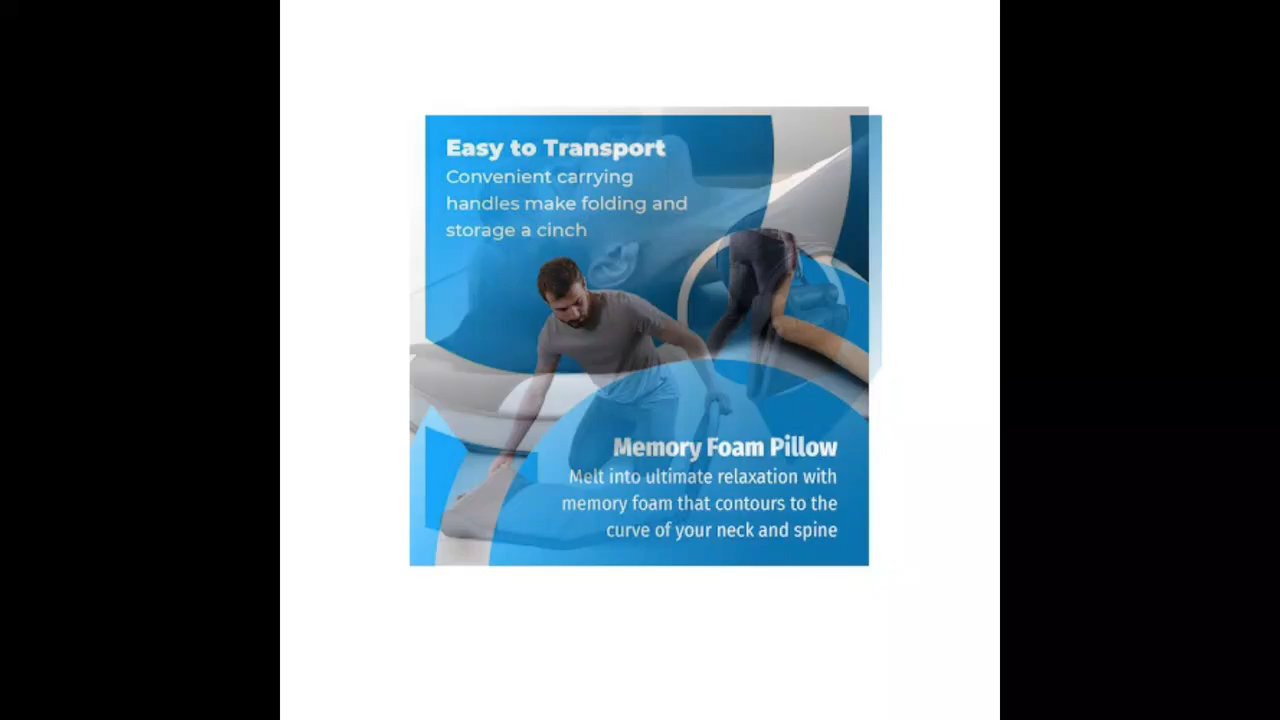 Easy to Transport
Convenient carrying
handles make folding and
storage a cinch
Memory Foam Pillow
Melt into ultimate relaxation with
memory foam that contours to the
curve of your neck and spine